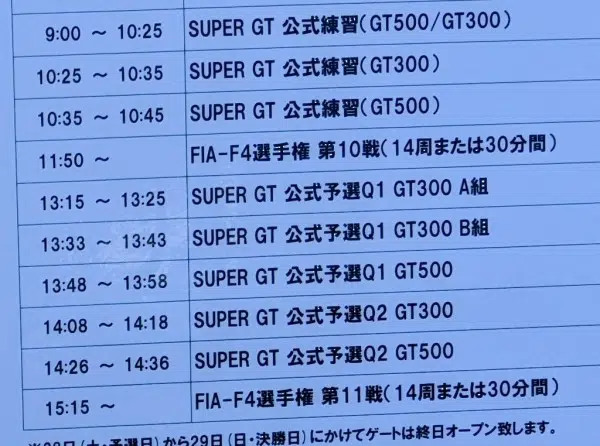 9:00 ～ 10:25 SUPER GT 公式練習(GT500/GT300)
10:25 ～ 10:35 SUPER GT 公式練習(GT300)
10:35 ～ 10:45 SUPER GT 公式練習(GT500)
11:50 ～ FIA-F4選手権 第10戦(14周または30分間)
13:15 ～ 13:25 SUPER GT 公式予選Q1 GT300 A組
13:33 ～ 13:43 SUPER GT 公式予選Q1 GT300 B組
13:48 ～ 13:58 SUPER GT 公式予選Q1 GT500
14:08 ～ 14:18 SUPER GT 公式予選Q2 GT300
14:26 ～ 14:36 SUPER GT 公式予選Q2 GT500
15:15 ～ FIA-F4選手権 第11戦(14周または30分間)
(土・予選日)から29日(日・決勝日)にかけてゲートは終日オープン致します。